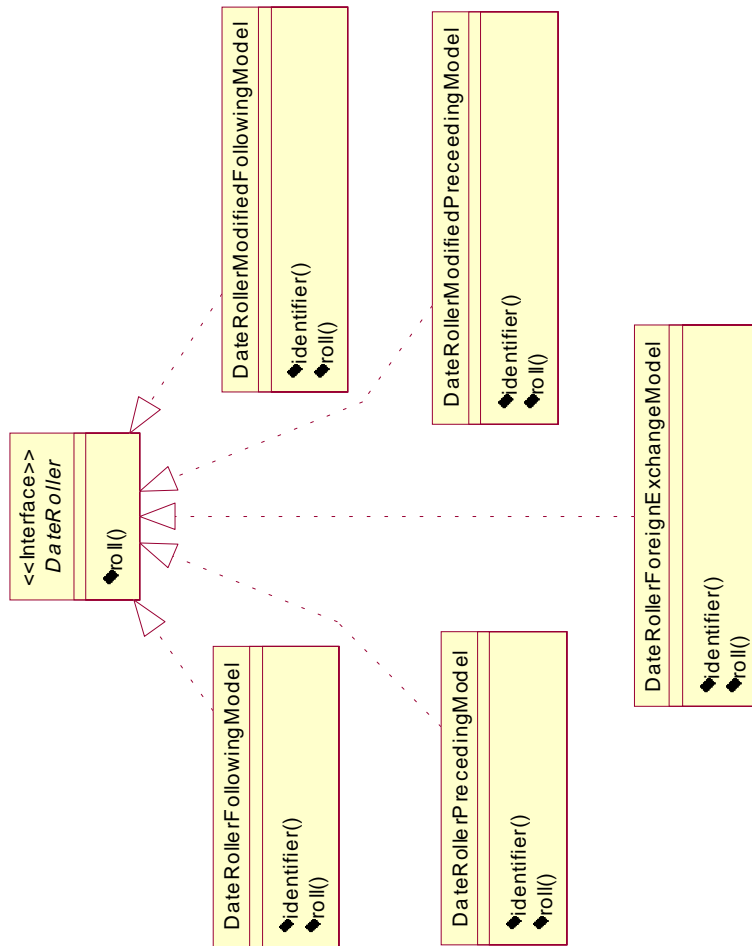 <<Interface>>
DateRoller
roll()
DateRollerFollowingModel
identifier()
roll()
DateRollerModifiedFollowingModel
identifier()
roll()
DateRollerPrecedingModel
identifier()
roll()
DateRollerModifiedPreceedingModel
identifier()
roll()
DateRollerForeignExchangeModel
identifier()
roll()